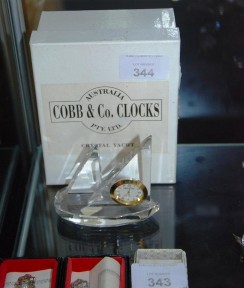 344
AUSTRALIA
COBB & Co. CLOCKS
PTY. LTD.
CRYSTAL YACHT
343